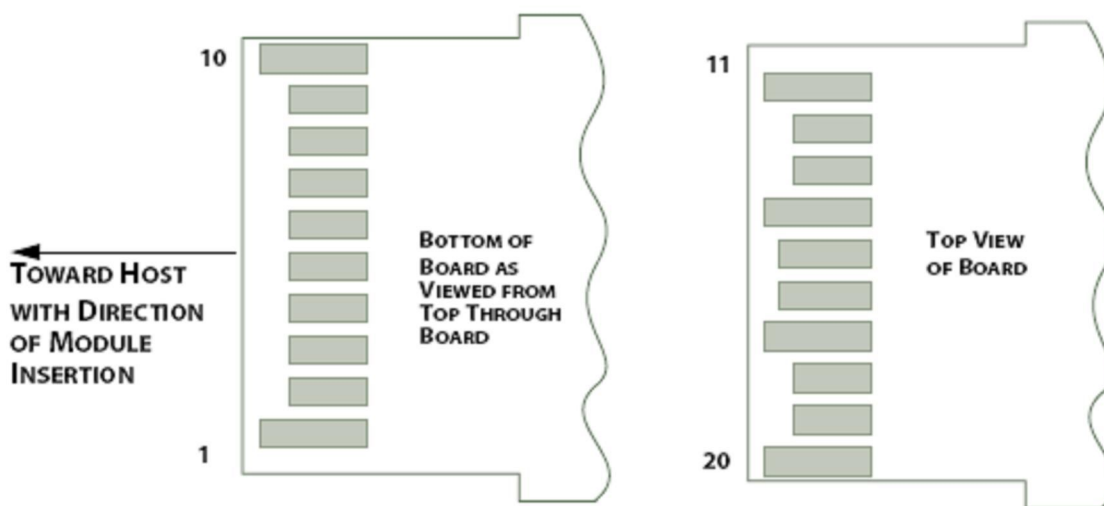 10
1
TOWARD HOST
WITH DIRECTION
OF MODULE
INSERTION
BOTTOM OF
BOARD AS
VIEWED FROM
TOP THROUGH
BOARD
11
20
TOP VIEW
OF BOARD